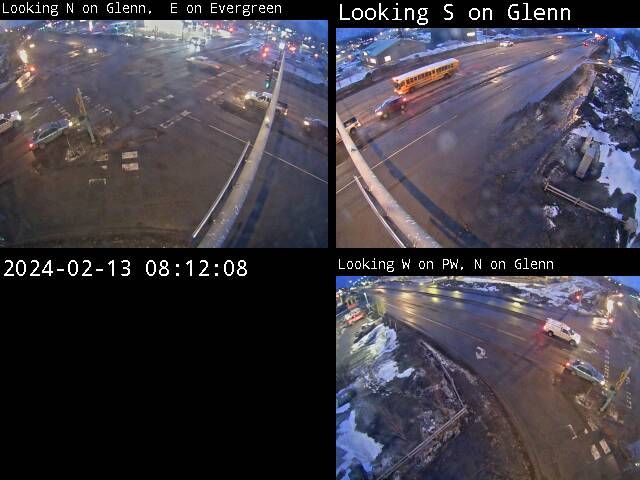 Looking N on Glenn, E on Evergreen
Looking S on Glenn
2024-02-13 08:12:08
Looking W on PW, N on Glenn